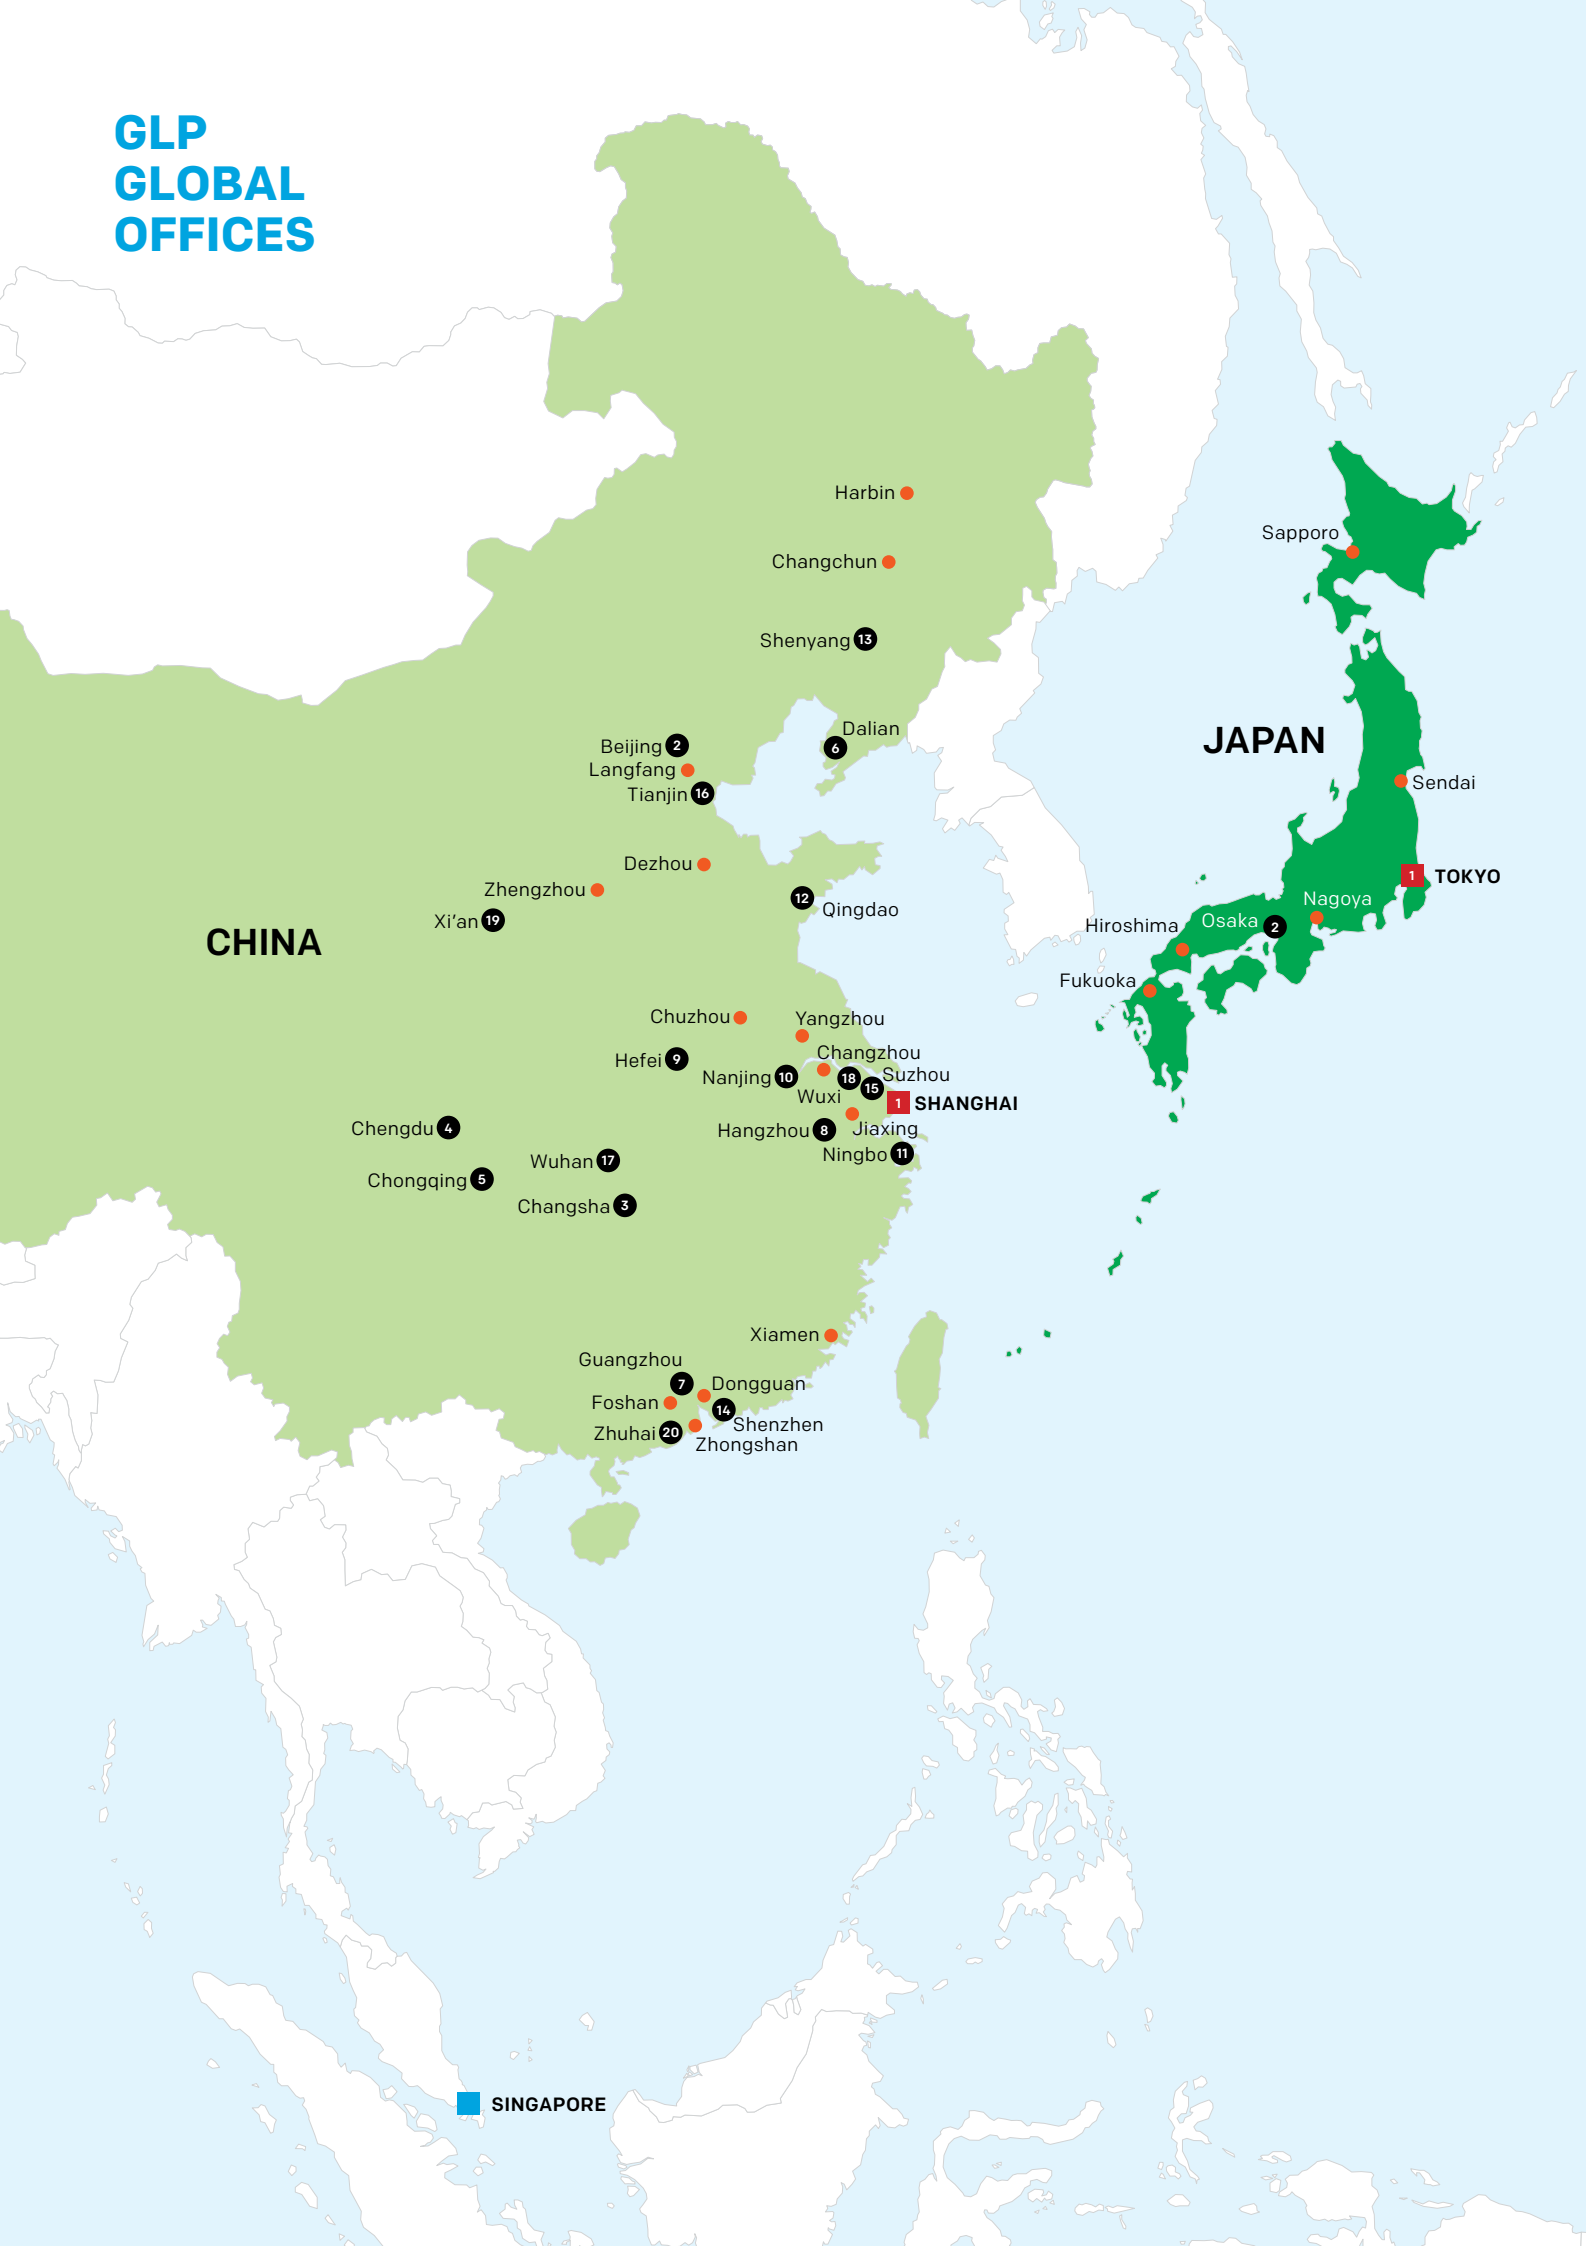 GLP
GLOBAL
OFFICES
Harbin
Sapporo
Changchun
Shenyang 13
Dalian
6
JAPAN
Beijing 2
Langfang
Tianjin 16
Sendai
Dezhou
Zhengzhou
1 TOKYO
Xi'an 19
12
Qingdao
Nagoya
Hiroshima
Osaka 2
CHINA
Fukuoka
Chuzhou
Yangzhou
Hefei 9
Changzhou
Nanjing 10
18
Suzhou
15
Wuxi
1 SHANGHAI
Chengdu 4
Hangzhou 8
Jiaxing
Ningbo 11
Wuhan 17
Chongqing 5
Changsha 3
Xiamen
Guangzhou
7
Dongguan
Foshan
14
Shenzhen
Zhuhai 20
Zhongshan
SINGAPORE